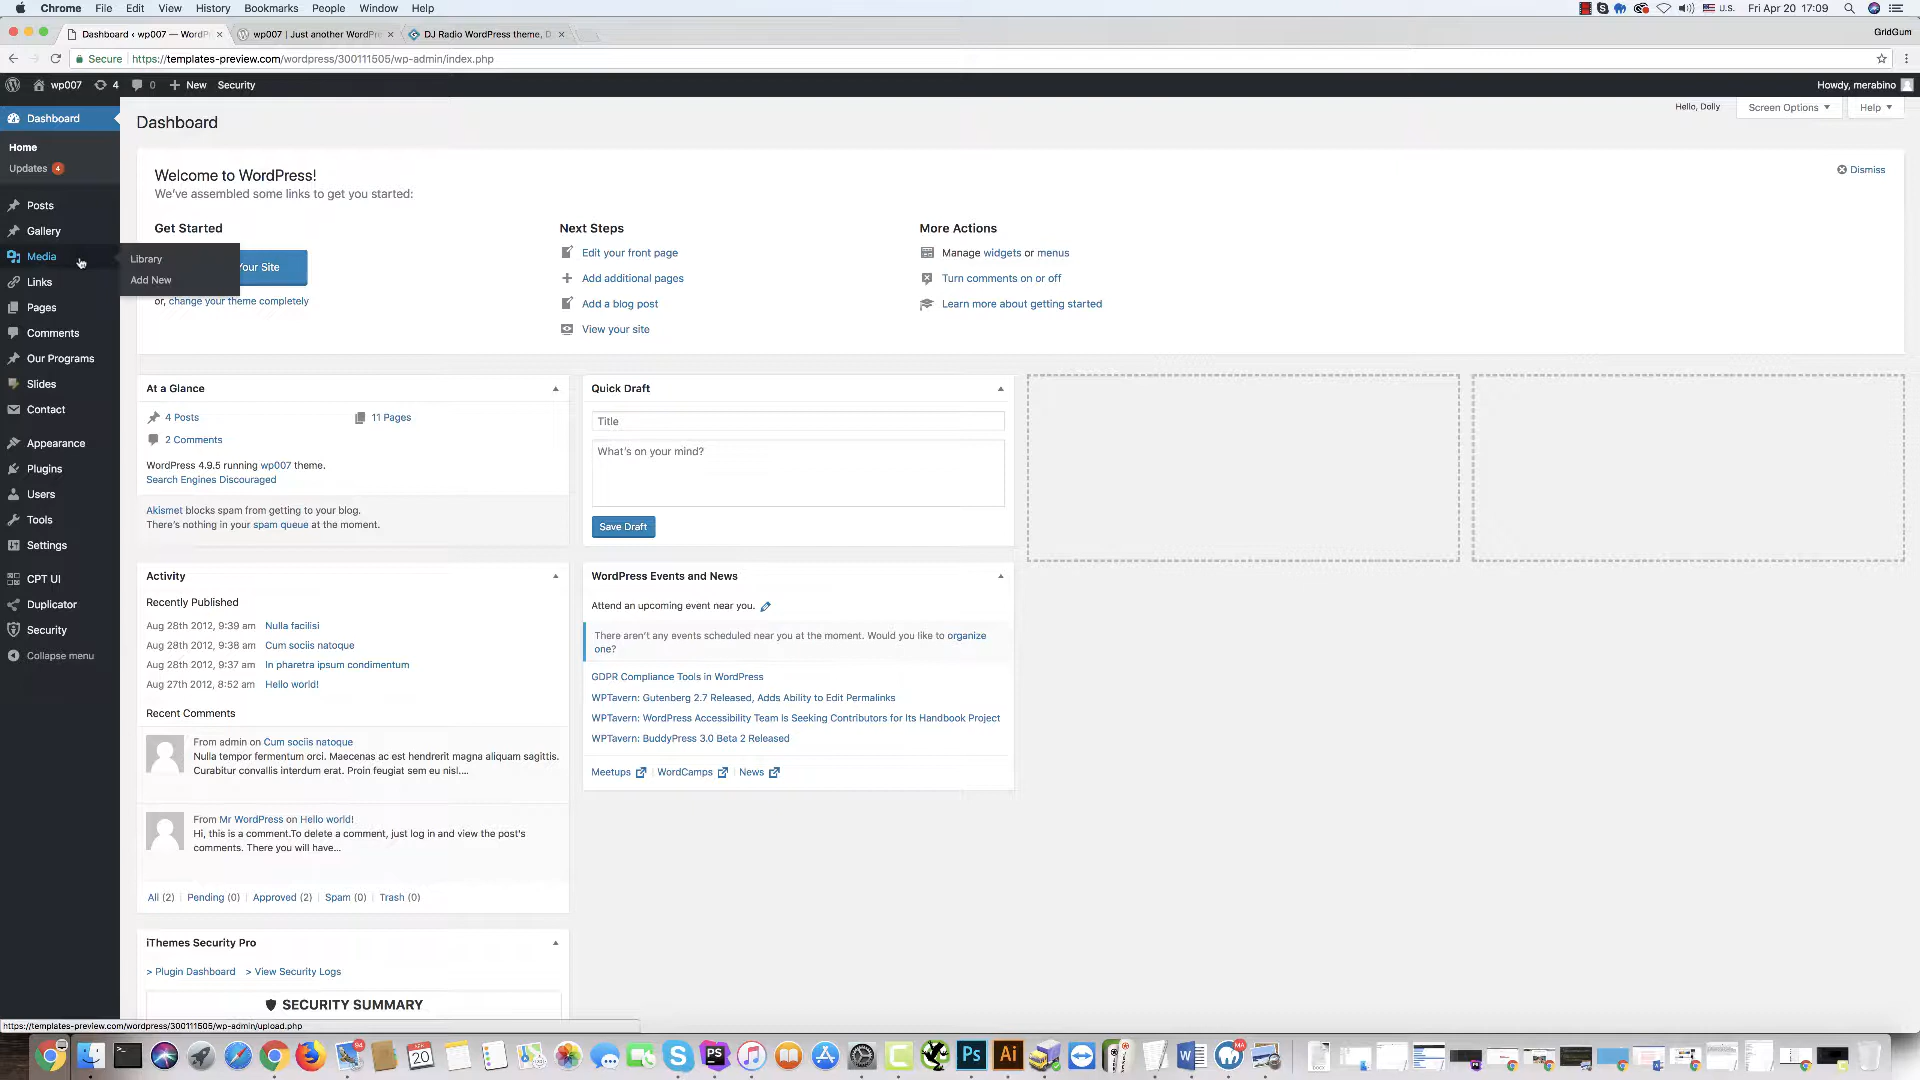 Chrome File Edit View History Bookmarks People Window Help
U.S. Fri Apr 20 17:09
Dashboard ‹ wp007 — WordPr
wp007 | Just another WordPre
DJ Radio WordPress theme, D
GridGum
Secure https://templates-preview.com/wordpress/300111505/wp-admin/index.php
wp007 4 0 New Security
Howdy, merabino
Dashboard
Home
Updates 4
Posts
Gallery
Media
Links
Pages
Comments
Our Programs
Slides
Contact
Appearance
Plugins
Users
Tools
Settings
CPT UI
Duplicator
Security
Collapse menu
Library
Add New
Dashboard
Hello, Dolly
Screen Options
Help
Welcome to WordPress!
We've assembled some links to get you started:
Dismiss
Get Started
Your Site
or, change your theme completely
Next Steps
Edit your front page
Add additional pages
Add a blog post
View your site
More Actions
Manage widgets or menus
Turn comments on or off
Learn more about getting started
At a Glance
4 Posts
11 Pages
2 Comments
WordPress 4.9.5 running wp007 theme.
Search Engines Discouraged
Akismet blocks spam from getting to your blog.
There's nothing in your spam queue at the moment.
Activity
Recently Published
Aug 28th 2012, 9:39 am Nulla facilisi
Aug 28th 2012, 9:38 am Cum sociis natoque
Aug 28th 2012, 9:37 am In pharetra ipsum condimentum
Aug 27th 2012, 8:52 am Hello world!
Recent Comments
From admin on Cum sociis natoque
Nulla tempor fermentum orci. Maecenas ac est hendrerit magna aliquam sagittis.
Curabitur convallis interdum erat. Proin feugiat sem eu nisl....
From Mr WordPress on Hello world!
Hi, this is a comment.To delete a comment, just log in and view the post's
comments. There you will have...
All (2) | Pending (0) | Approved (2) | Spam (0) | Trash (0)
iThemes Security Pro
> Plugin Dashboard > View Security Logs
SECURITY SUMMARY
Quick Draft
Title
What's on your mind?
Save Draft
WordPress Events and News
Attend an upcoming event near you.
There aren't any events scheduled near you at the moment. Would you like to organize
one?
GDPR Compliance Tools in WordPress
WPTavern: Gutenberg 2.7 Released, Adds Ability to Edit Permalinks
WPTavern: WordPress Accessibility Team Is Seeking Contributors for Its Handbook Project
WPTavern: BuddyPress 3.0 Beta 2 Released
Meetups | WordCamps | News
https://templates-preview.com/wordpress/300111505/wp-admin/upload.php
94
20
PS
Ps
Ai
W